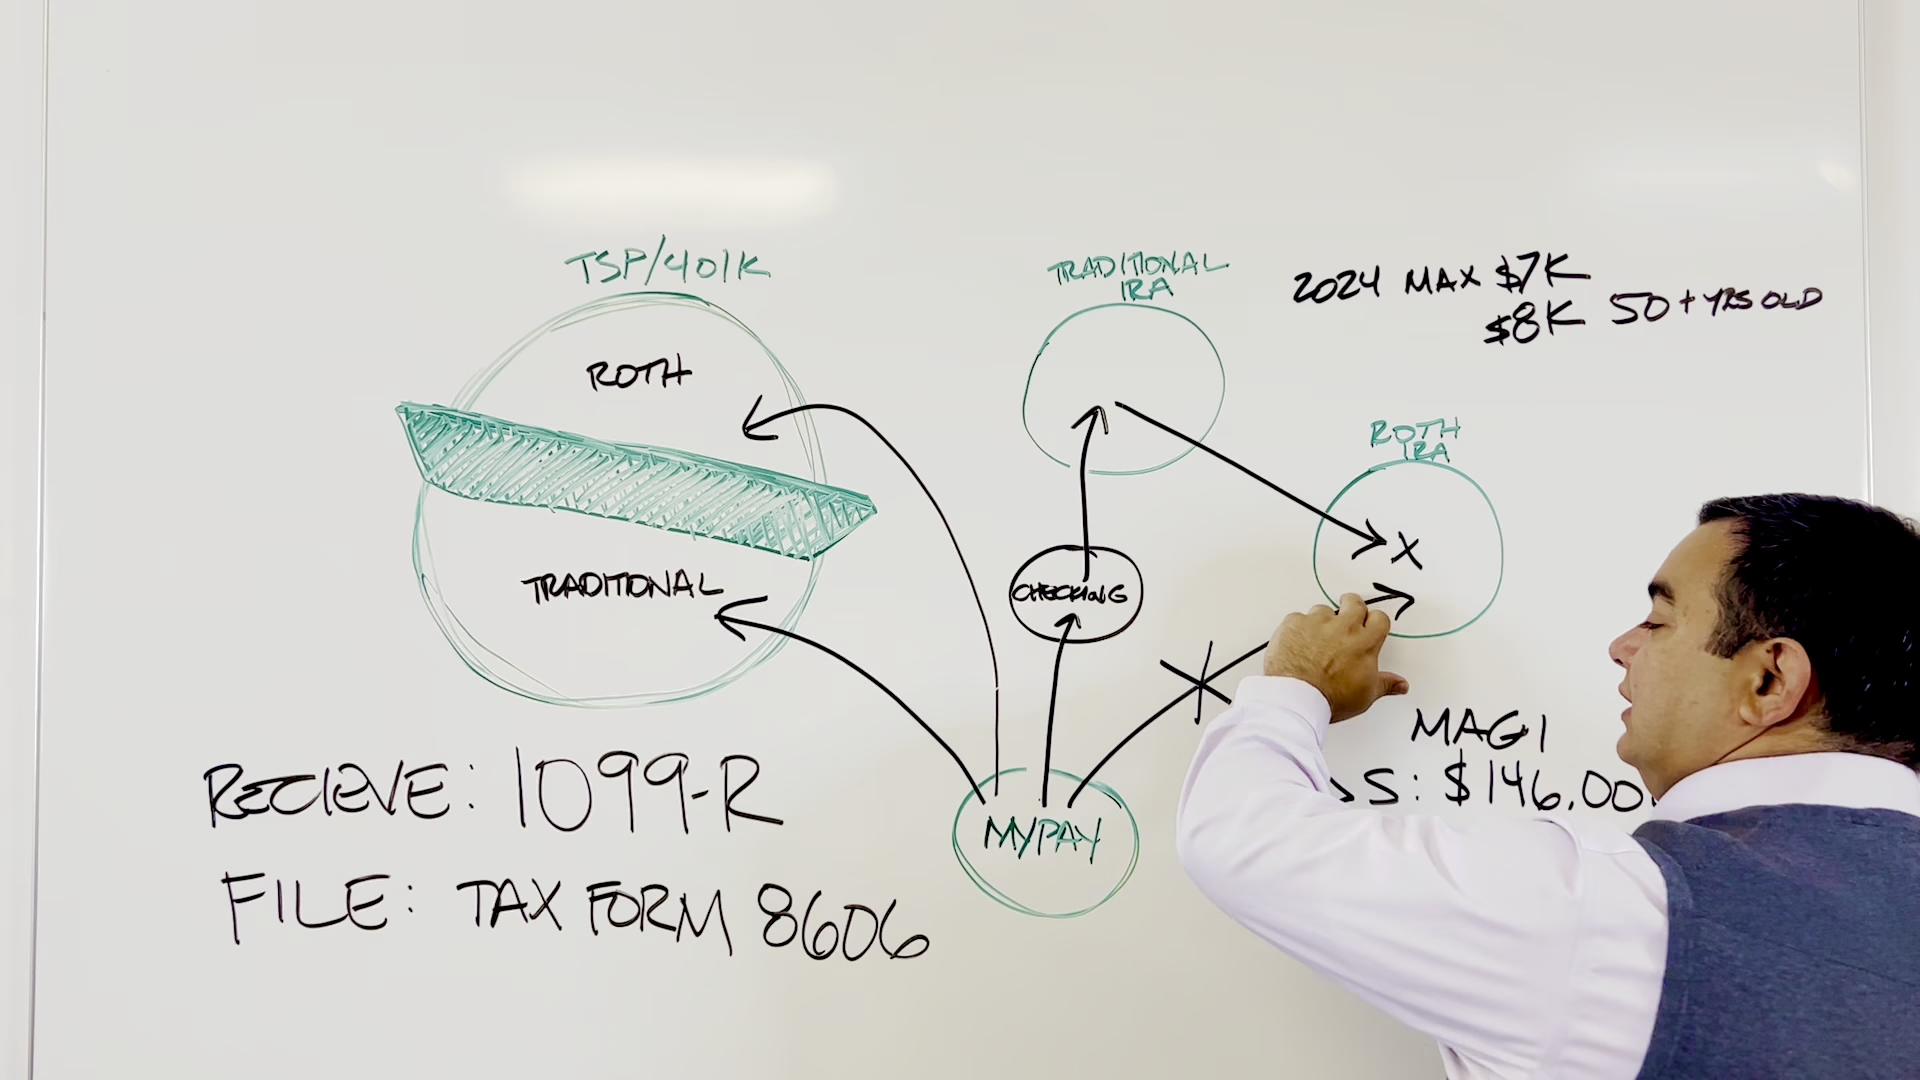 TSP/401K
ROTH
TRADITIONAL
TRADITIONAL
IRA
2024 MAX $7K
$8K 50+ YRS OLD
ROTH
IRA
X
CHECKING
MYPAY
MAGI
S: $146,00
RECIEVE: 1099-R
FILE: TAX FORM 8606